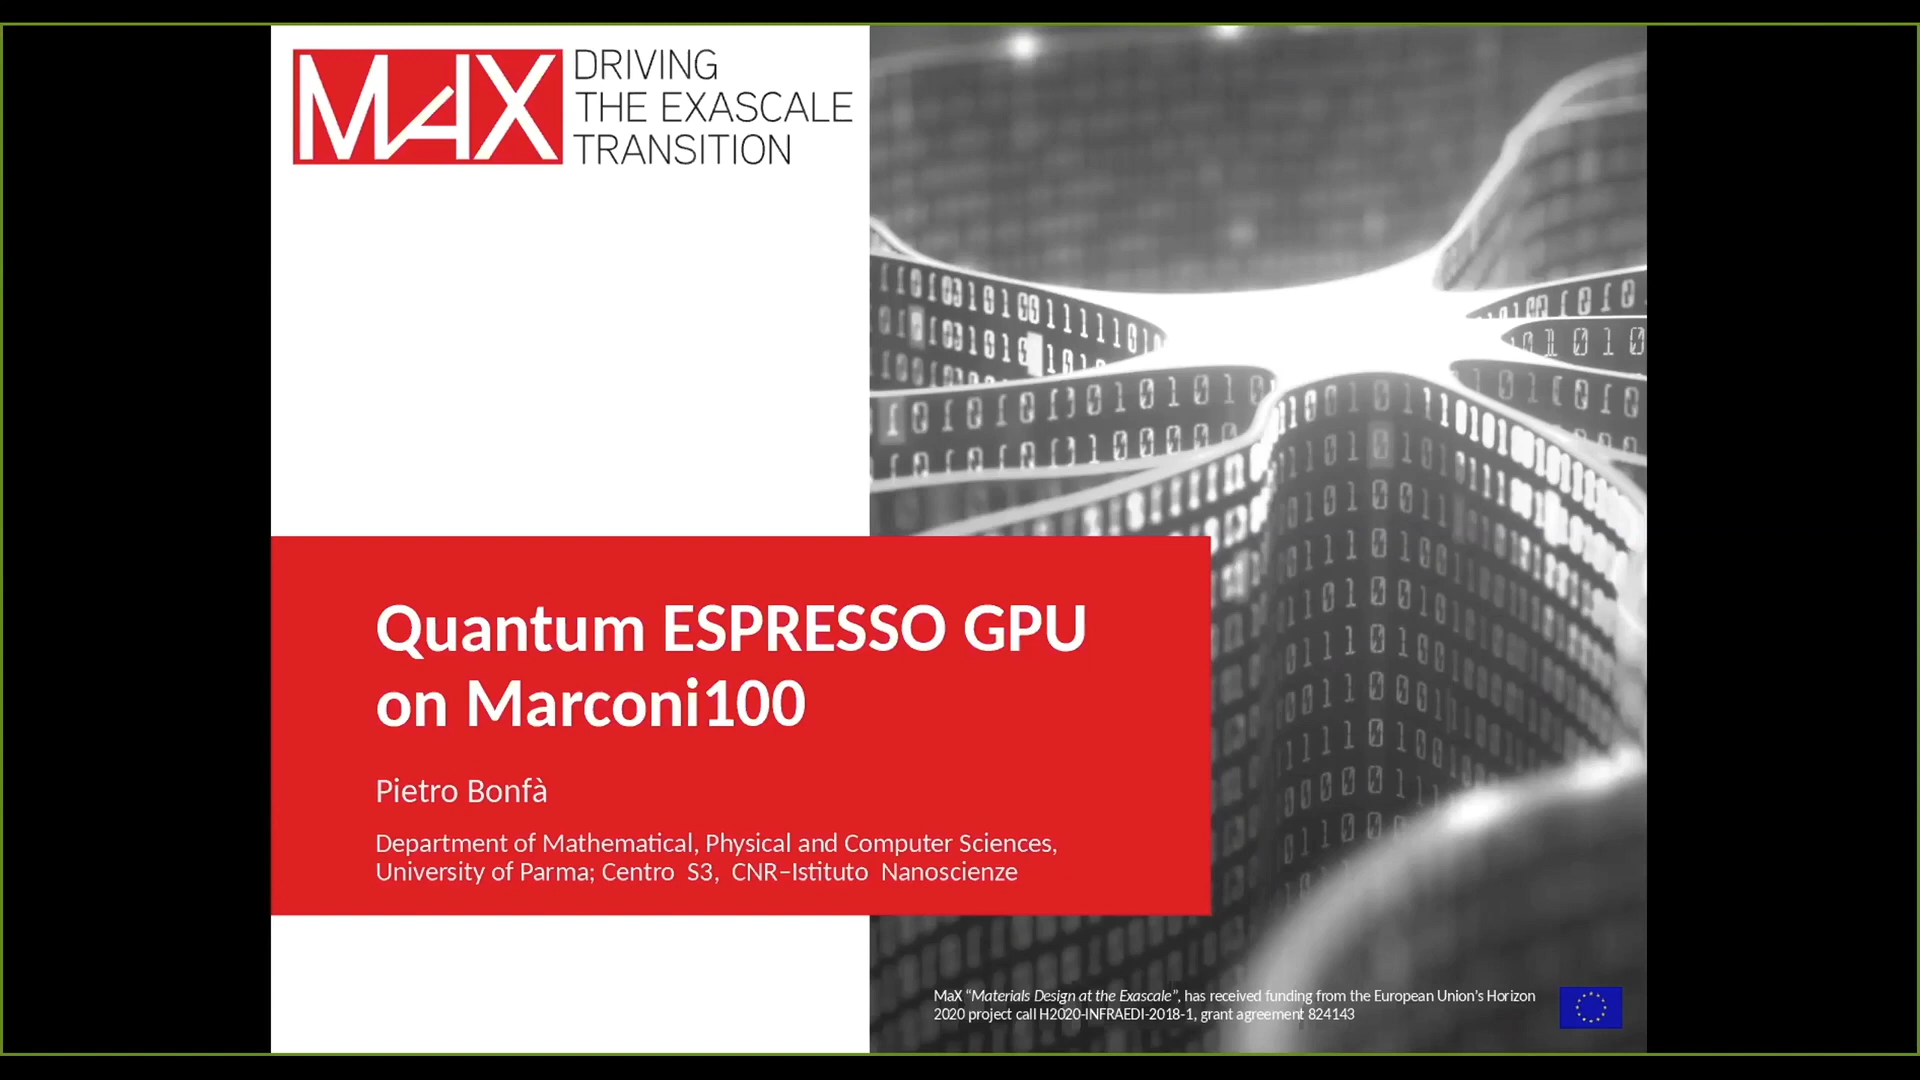 MAX
DRIVING
THE EXASCALE
TRANSITION
Quantum ESPRESSO GPU
on Marconi100
Pietro Bonfà
Department of Mathematical, Physical and Computer Sciences,
University of Parma; Centro S3, CNR–Istituto Nanoscienze
MaX “Materials Design at the Exascale”, has received funding from the European Union’s Horizon
2020 project call H2020-INFRAEDI-2018-1, grant agreement 824143